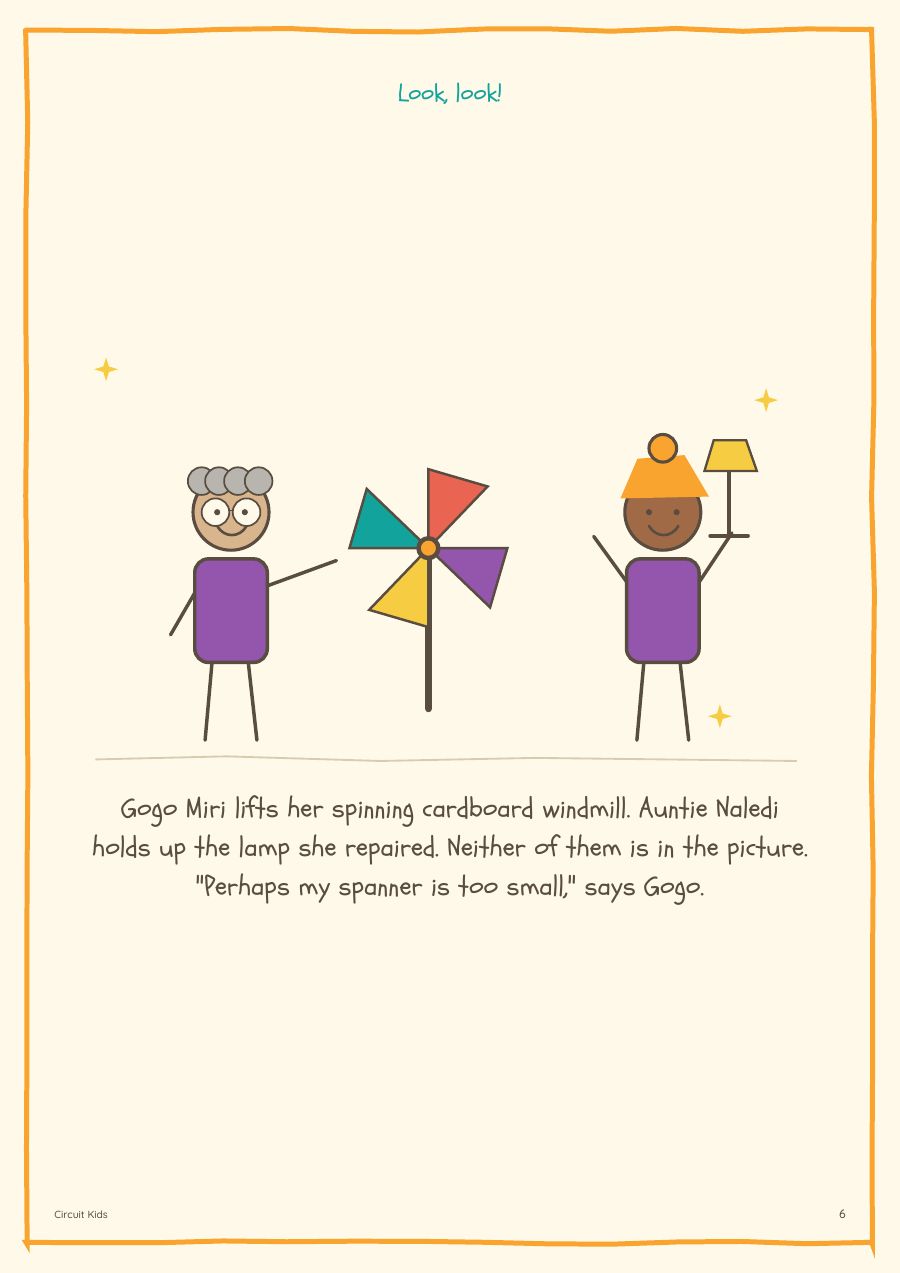 Look, look!
Gogo Miri lifts her spinning cardboard windmill. Auntie Naledi
holds up the lamp she repaired. Neither of them is in the picture.
"Perhaps my spanner is too small," says Gogo.
Circuit Kids
6